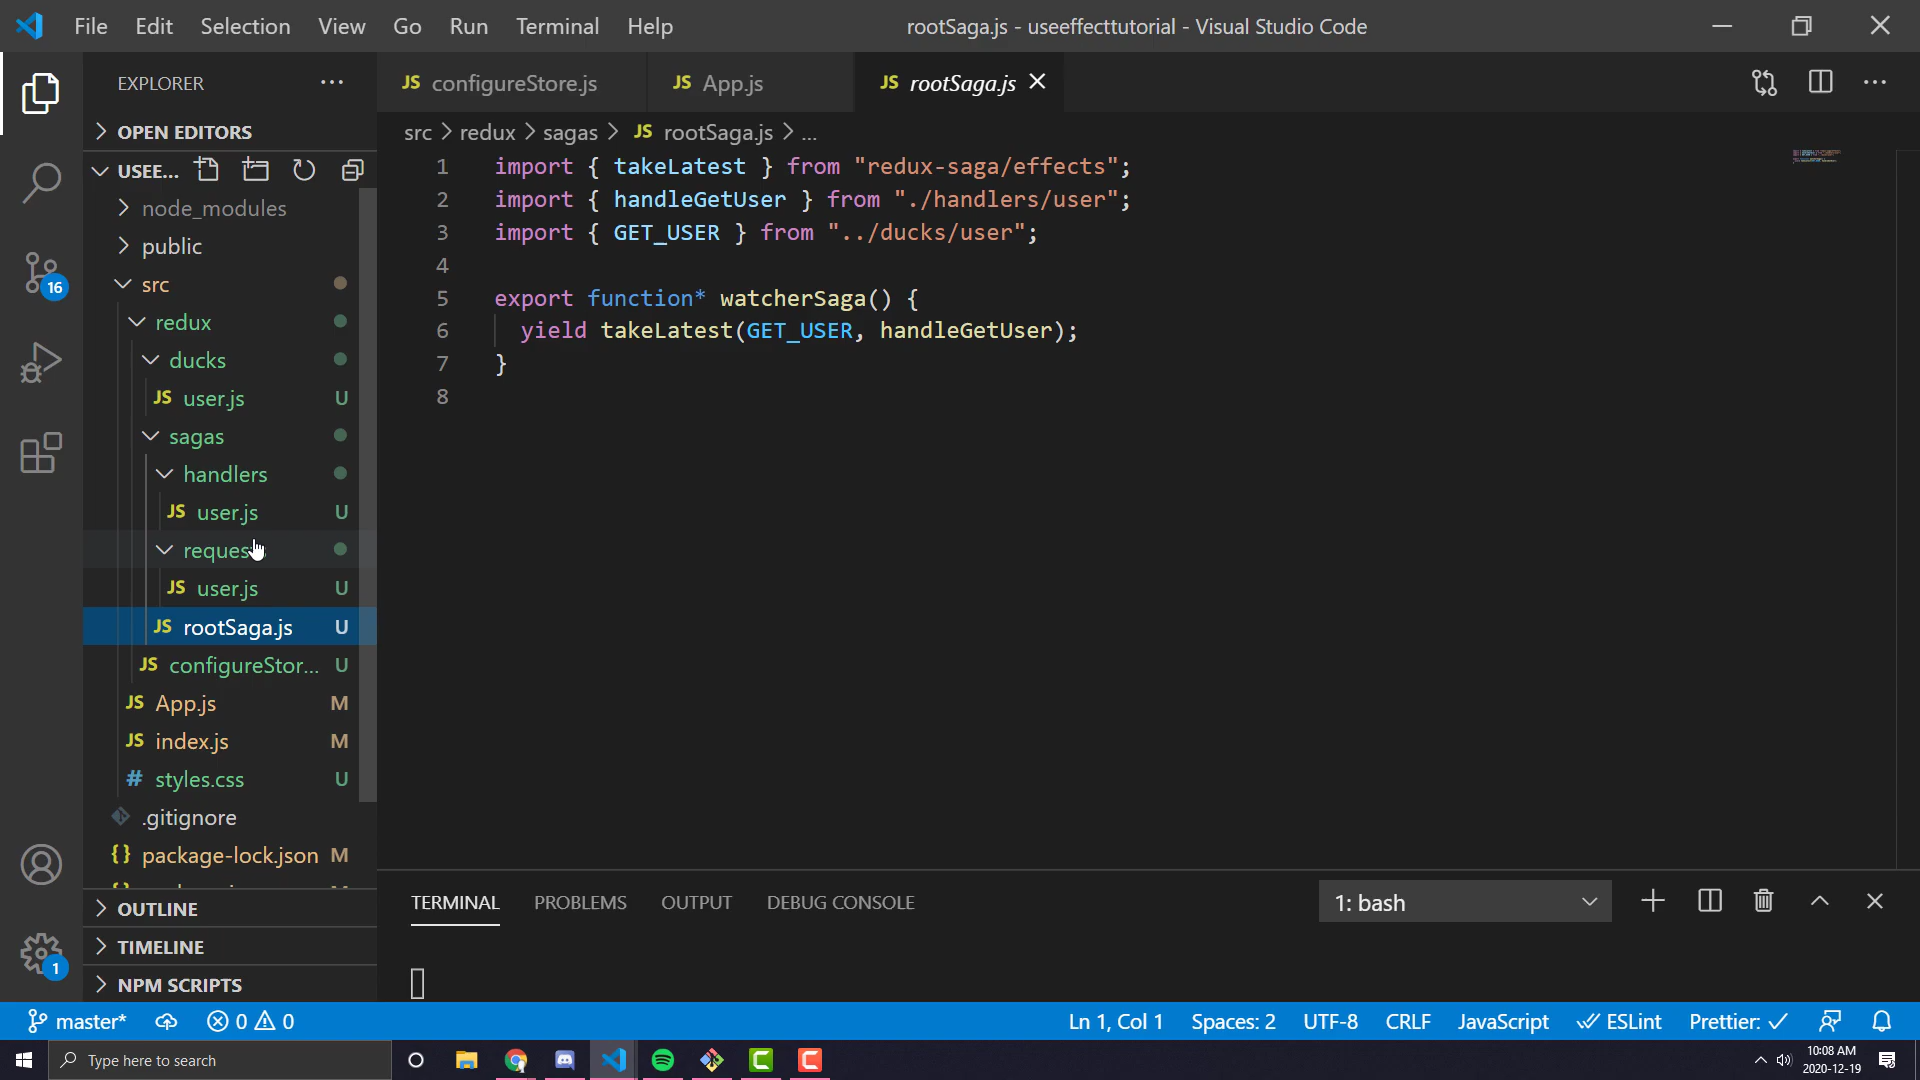 File Edit Selection View Go Run Terminal Help
rootSaga.js - useeffecttutorial - Visual Studio Code
EXPLORER
OPEN EDITORS
USEE...
node_modules
public
src
redux
ducks
JS user.js U
sagas
handlers
JS user.js U
JS user.js U
JS rootSaga.js U
JS configureStor... U
JS App.js M
JS index.js M
# styles.css U
.gitignore
{} package-lock.json M
OUTLINE
TIMELINE
NPM SCRIPTS
16
1
JS configureStore.js
JS App.js
JS rootSaga.js
src > redux > sagas > JS rootSaga.js > ...
1 import { takeLatest } from "redux-saga/effects";
2 import { handleGetUser } from "./handlers/user";
3 import { GET_USER } from "../ducks/user";
4
5 export function* watcherSaga() {
6 yield takeLatest(GET_USER, handleGetUser);
7 }
8
TERMINAL PROBLEMS OUTPUT DEBUG CONSOLE
1: bash
master* 0 0
Ln 1, Col 1 Spaces: 2 UTF-8 CRLF JavaScript ESLint Prettier: ✓
Type here to search
10:08 AM
2020-12-19